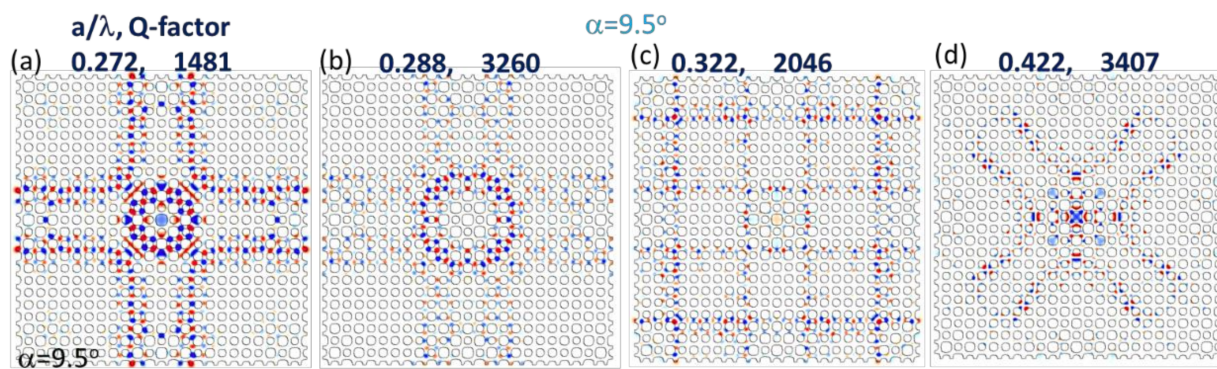 a/λ, Q-factor
α=9.5°
(a) 0.272, 1481
(b) 0.288, 3260
(c) 0.322, 2046
(d) 0.422, 3407
α=9.5°